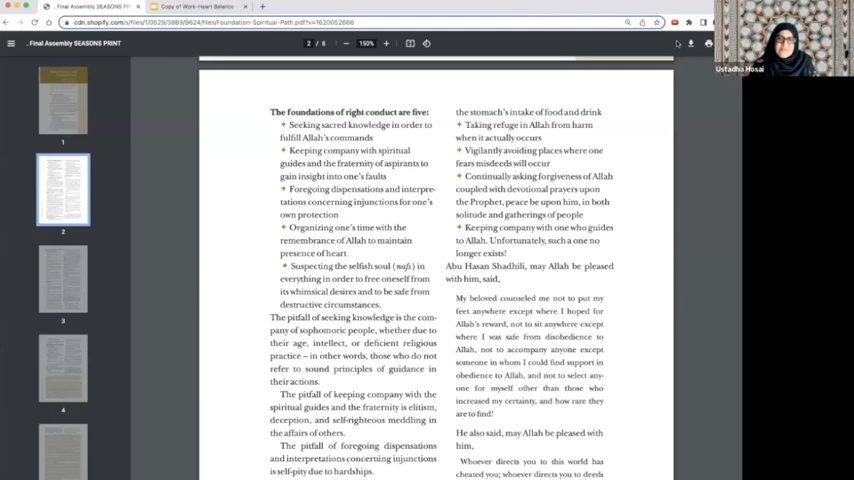 . Final Assembly SEASONS PRINT
Copy of Work-Heart Balance -
cdn.shopify.com/s/files/1/0529/3889/9624/files/Foundation-Spiritual-Path.pdf?v=1620052666
. Final Assembly SEASONS PRINT
2 / 8
150%
Ustadha Hosai
1
2
3
4
The foundations of right conduct are five:
✦ Seeking sacred knowledge in order to
fulfill Allah's commands
✦ Keeping company with spiritual
guides and the fraternity of aspirants to
gain insight into one's faults
✦ Foregoing dispensations and interpre-
tations concerning injunctions for one's
own protection
✦ Organizing one's time with the
remembrance of Allah to maintain
presence of heart
✦ Suspecting the selfish soul (nafs) in
everything in order to free oneself from
its whimsical desires and to be safe from
destructive circumstances.
The pitfall of seeking knowledge is the com-
pany of sophomoric people, whether due to
their age, intellect, or deficient religious
practice – in other words, those who do not
refer to sound principles of guidance in
their actions.
The pitfall of keeping company with the
spiritual guides and the fraternity is elitism,
deception, and self-righteous meddling in
the affairs of others.
The pitfall of foregoing dispensations
and interpretations concerning injunctions
is self-pity due to hardships.
the stomach's intake of food and drink
✦ Taking refuge in Allah from harm
when it actually occurs
✦ Vigilantly avoiding places where one
fears misdeeds will occur
✦ Continually asking forgiveness of Allah
coupled with devotional prayers upon
the Prophet, peace be upon him, in both
solitude and gatherings of people
✦ Keeping company with one who guides
to Allah. Unfortunately, such a one no
longer exists!
Abu Hasan Shadhili, may Allah be pleased
with him, said,
My beloved counseled me not to put my
feet anywhere except where I hoped for
Allah's reward, not to sit anywhere except
where I was safe from disobedience to
Allah, not to accompany anyone except
someone in whom I could find support in
obedience to Allah, and not to select any-
one for myself other than those who
increased my certainty, and how rare they
are to find!
He also said, may Allah be pleased with
him,
Whoever directs you to this world has
cheated you; whoever directs you to deeds